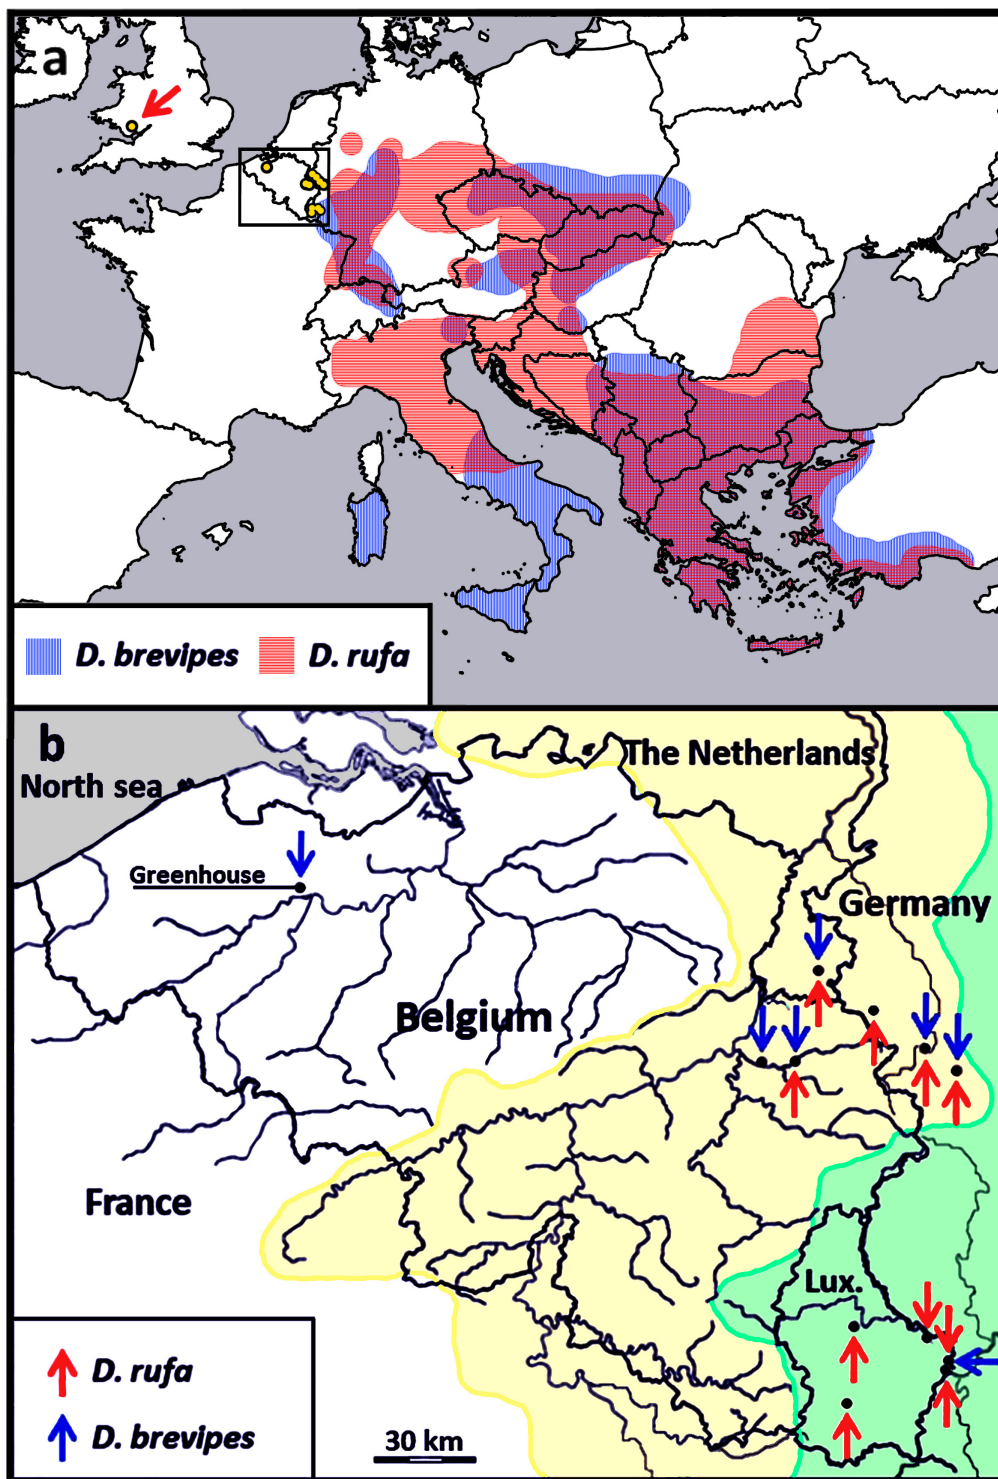 a
D. brevipes
D. rufa
b
The Netherlands
North sea
Greenhouse
Germany
Belgium
France
Lux.
D. rufa
D. brevipes
30 km